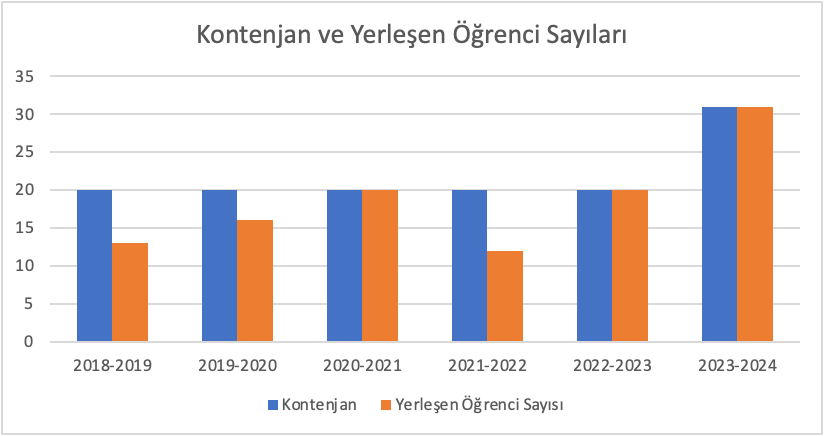 Kontenjan ve Yerleşen Öğrenci Sayıları
35
30
25
20
15
10
5
0
2018-2019 2019-2020 2020-2021 2021-2022 2022-2023 2023-2024
Kontenjan Yerleşen Öğrenci Sayısı